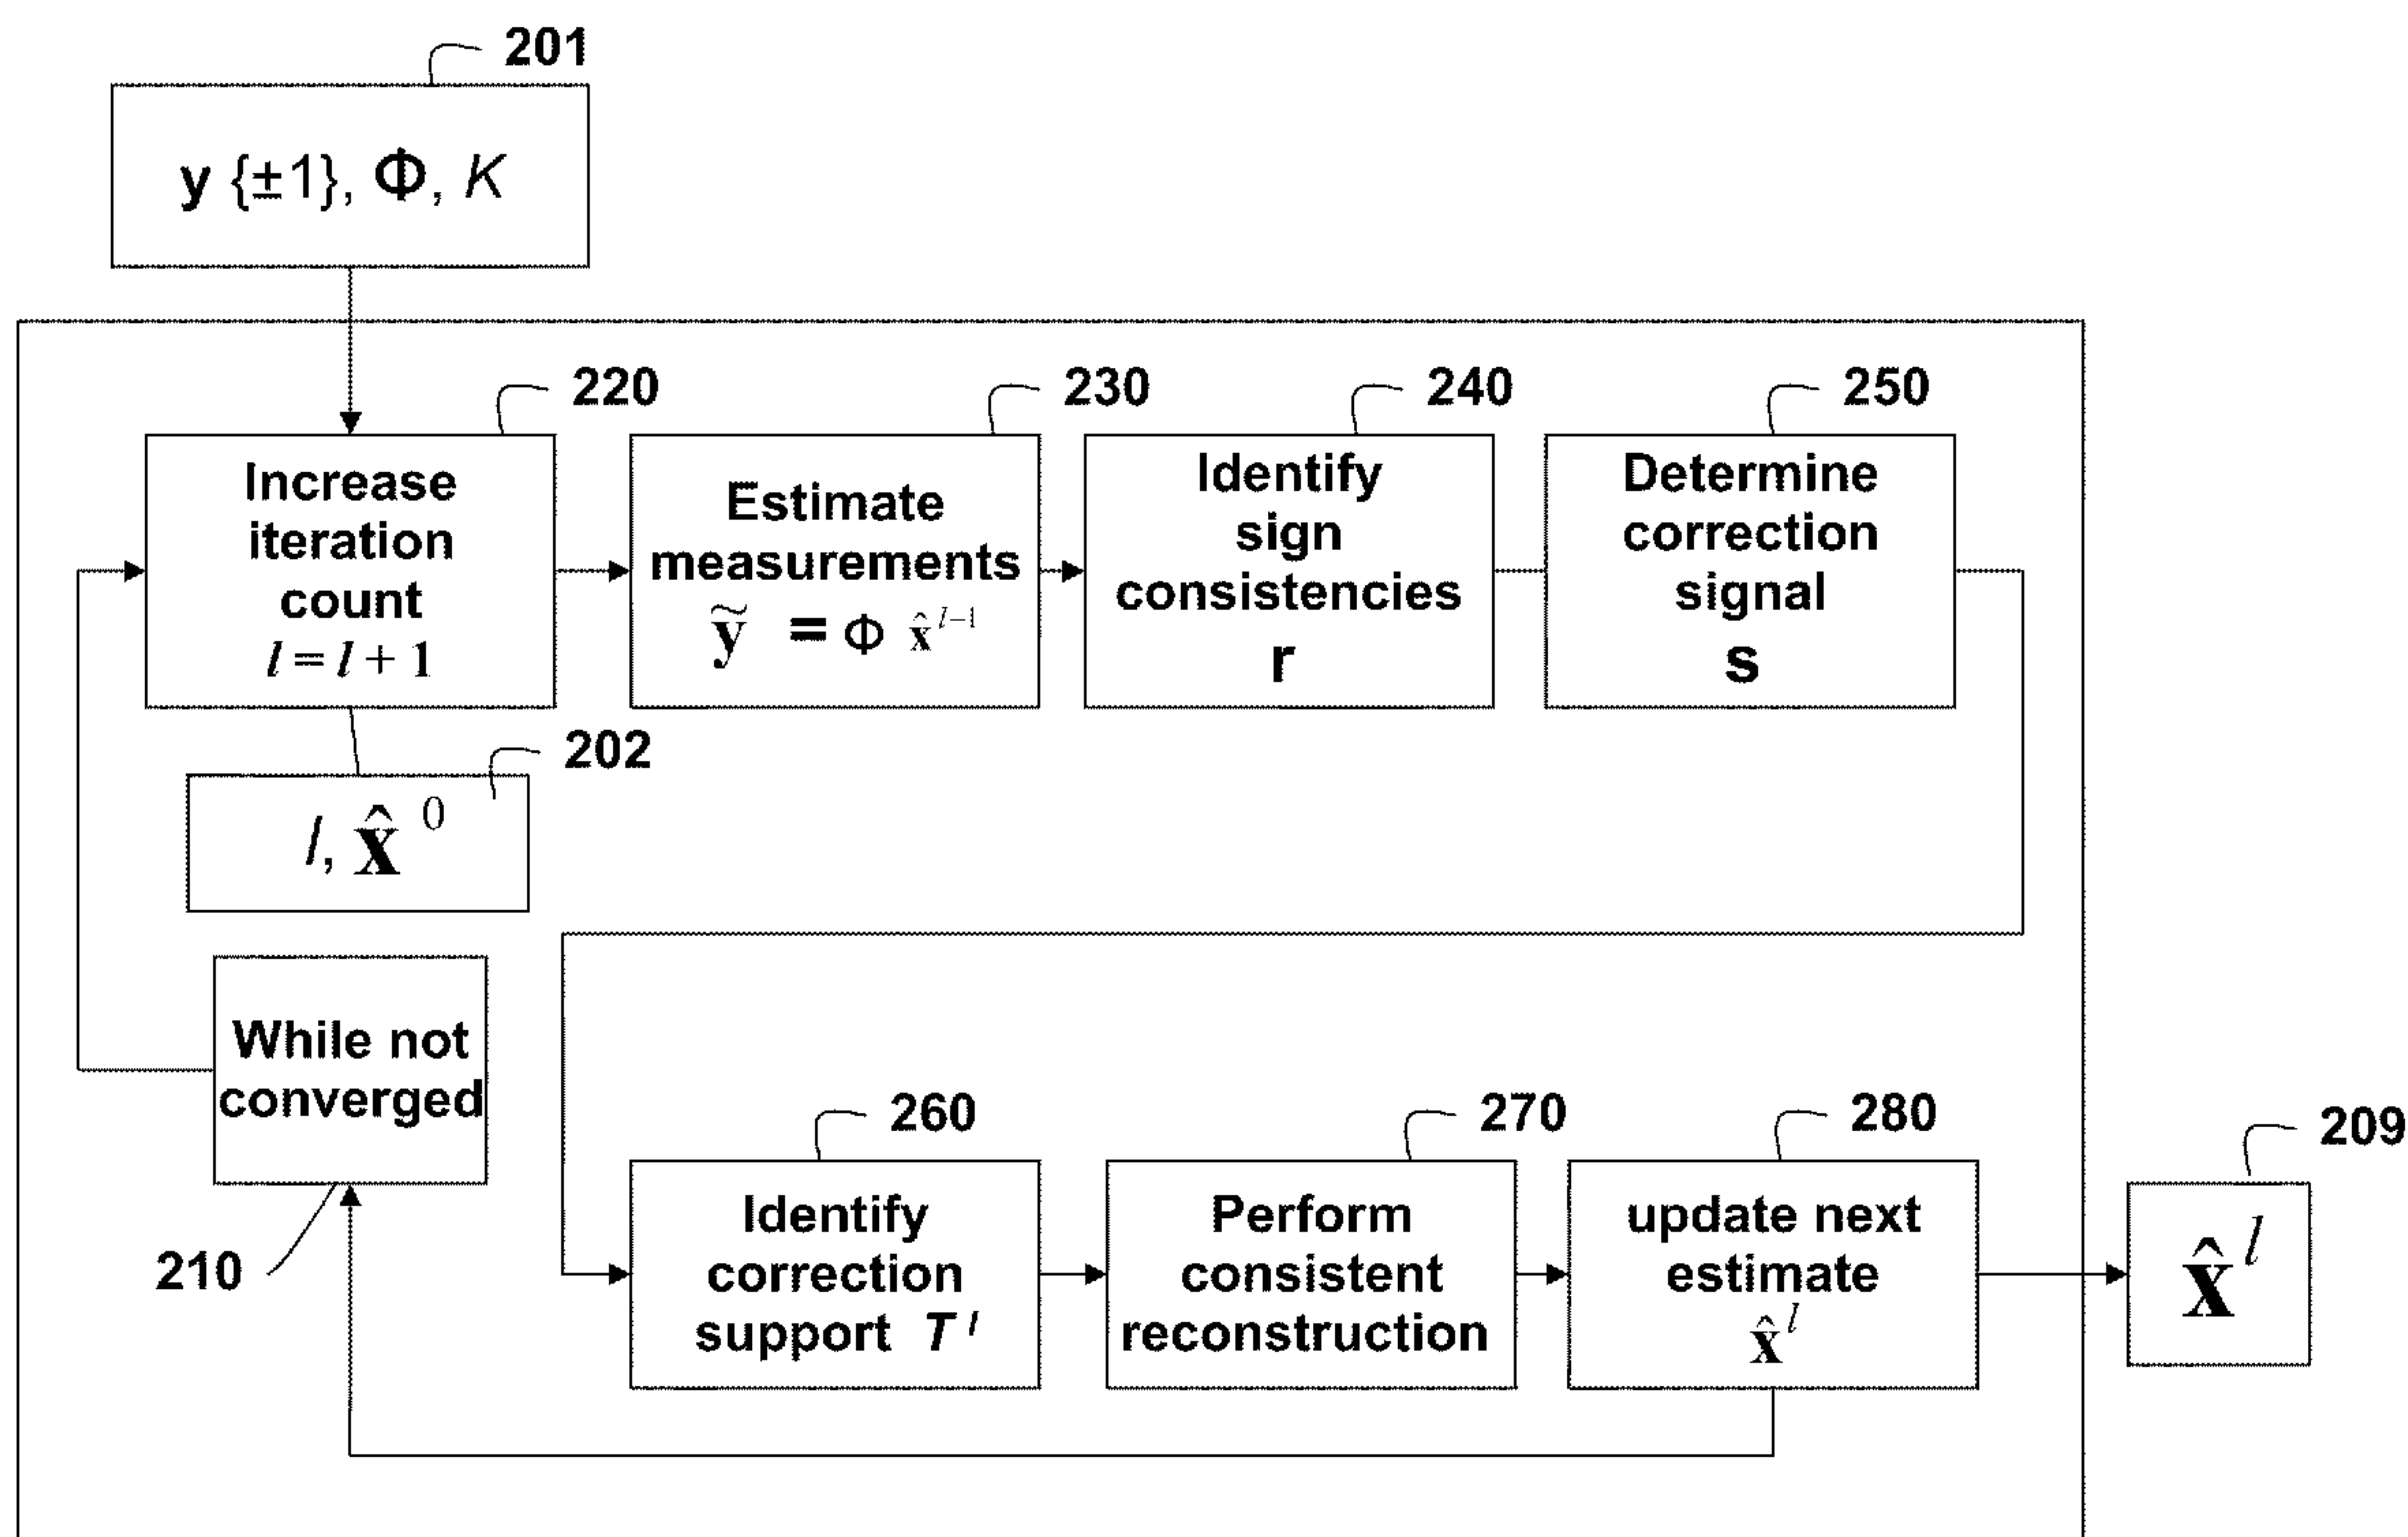 201
y {±1}, Φ, K
220
230
240
250
Increase
iteration
count
l = l + 1
Estimate
measurements
ỹ = Φ x̂ˡ⁻¹
Identify
sign
consistencies
r
Determine
correction
signal
s
202
l, x̂ ⁰
While not
converged
210
260
270
280
209
Identify
correction
support Tˡ
Perform
consistent
reconstruction
update next
estimate
x̂ˡ
x̂ˡ